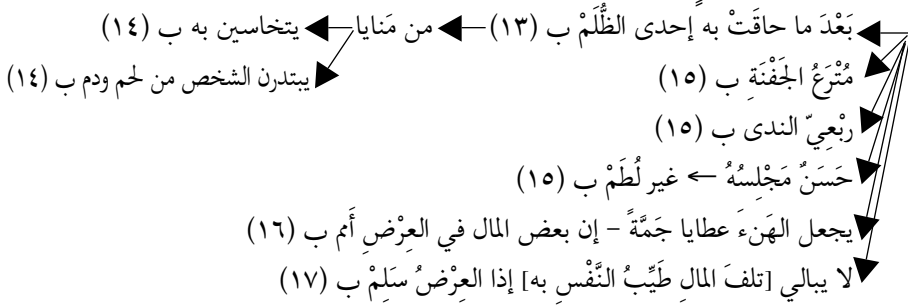 بَعْدَ ما حاقَتْ به إحدى الظُّلَمْ ب (١٣) ← من مَنايا ← يتخاسين به ب (١٤)
مُتْرَعُ الجَفْنَةِ ب (١٥) يبتدرن الشخص من لحم ودم ب (١٤)
رِبْعيّ الندى ب (١٥)
حَسَنٌ مَجْلِسُهُ ← غير لُطَمْ ب (١٥)
يجعل الهَنءَ عطايا جَمَّةً – إن بعض المال في العِرْضِ أَمم ب (١٦)
لا يبالي [تلفَ المالِ طَيِّبُ النَّفْسِ به] إذا العِرْضُ سَلِمْ ب (١٧)